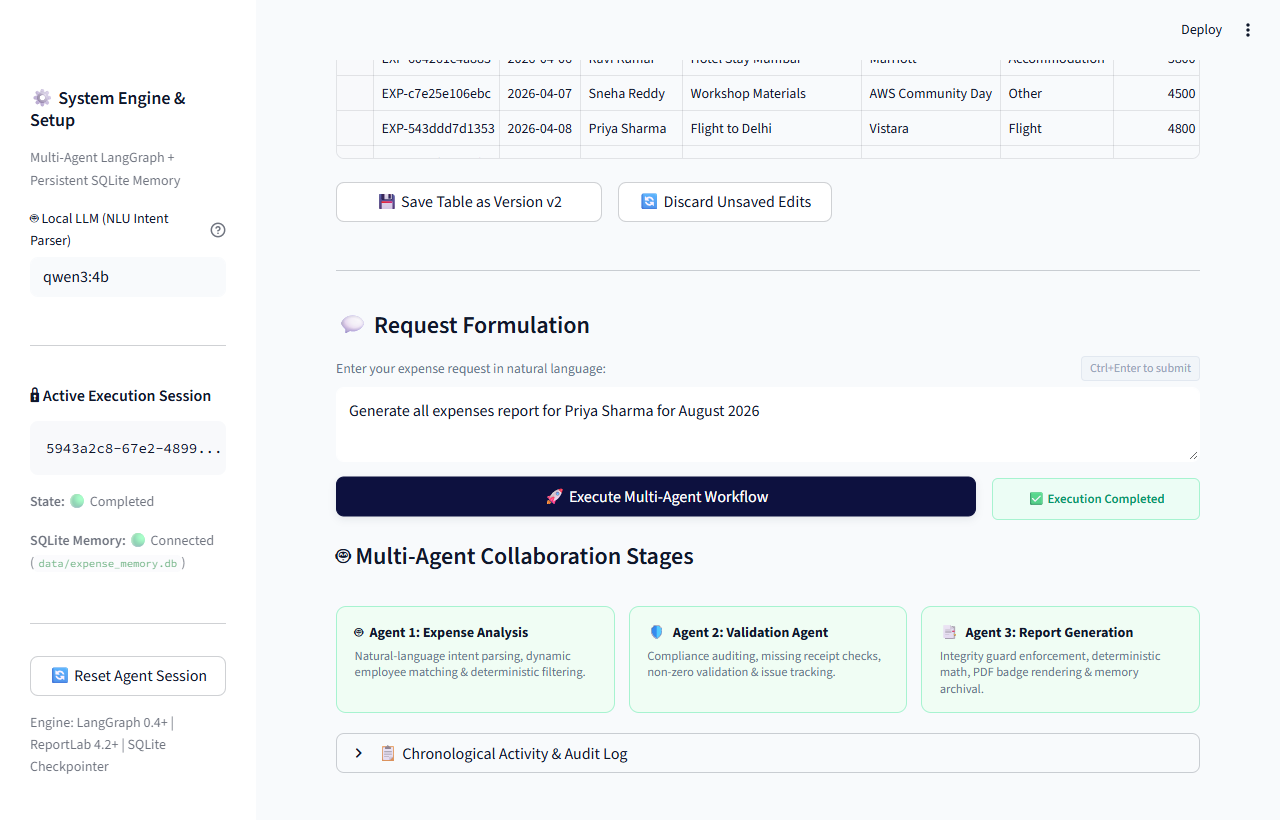 Deploy
System Engine &
Setup
Multi-Agent LangGraph +
Persistent SQLite Memory
Local LLM (NLU Intent
Parser)
qwen3:4b
Active Execution Session
5943a2c8-67e2-4899...
State: Completed
SQLite Memory: Connected
( data/expense_memory.db )
Reset Agent Session
Engine: LangGraph 0.4+ |
ReportLab 4.2+ | SQLite
Checkpointer
EXP-c7e25e106ebc 2026-04-07 Sneha Reddy Workshop Materials AWS Community Day Other 4500
EXP-543ddd7d1353 2026-04-08 Priya Sharma Flight to Delhi Vistara Flight 4800
Save Table as Version v2
Discard Unsaved Edits
Request Formulation
Enter your expense request in natural language:
Ctrl+Enter to submit
Generate all expenses report for Priya Sharma for August 2026
Execute Multi-Agent Workflow
Execution Completed
Multi-Agent Collaboration Stages
Agent 1: Expense Analysis
Natural-language intent parsing, dynamic
employee matching & deterministic filtering.
Agent 2: Validation Agent
Compliance auditing, missing receipt checks,
non-zero validation & issue tracking.
Agent 3: Report Generation
Integrity guard enforcement, deterministic
math, PDF badge rendering & memory
archival.
Chronological Activity & Audit Log